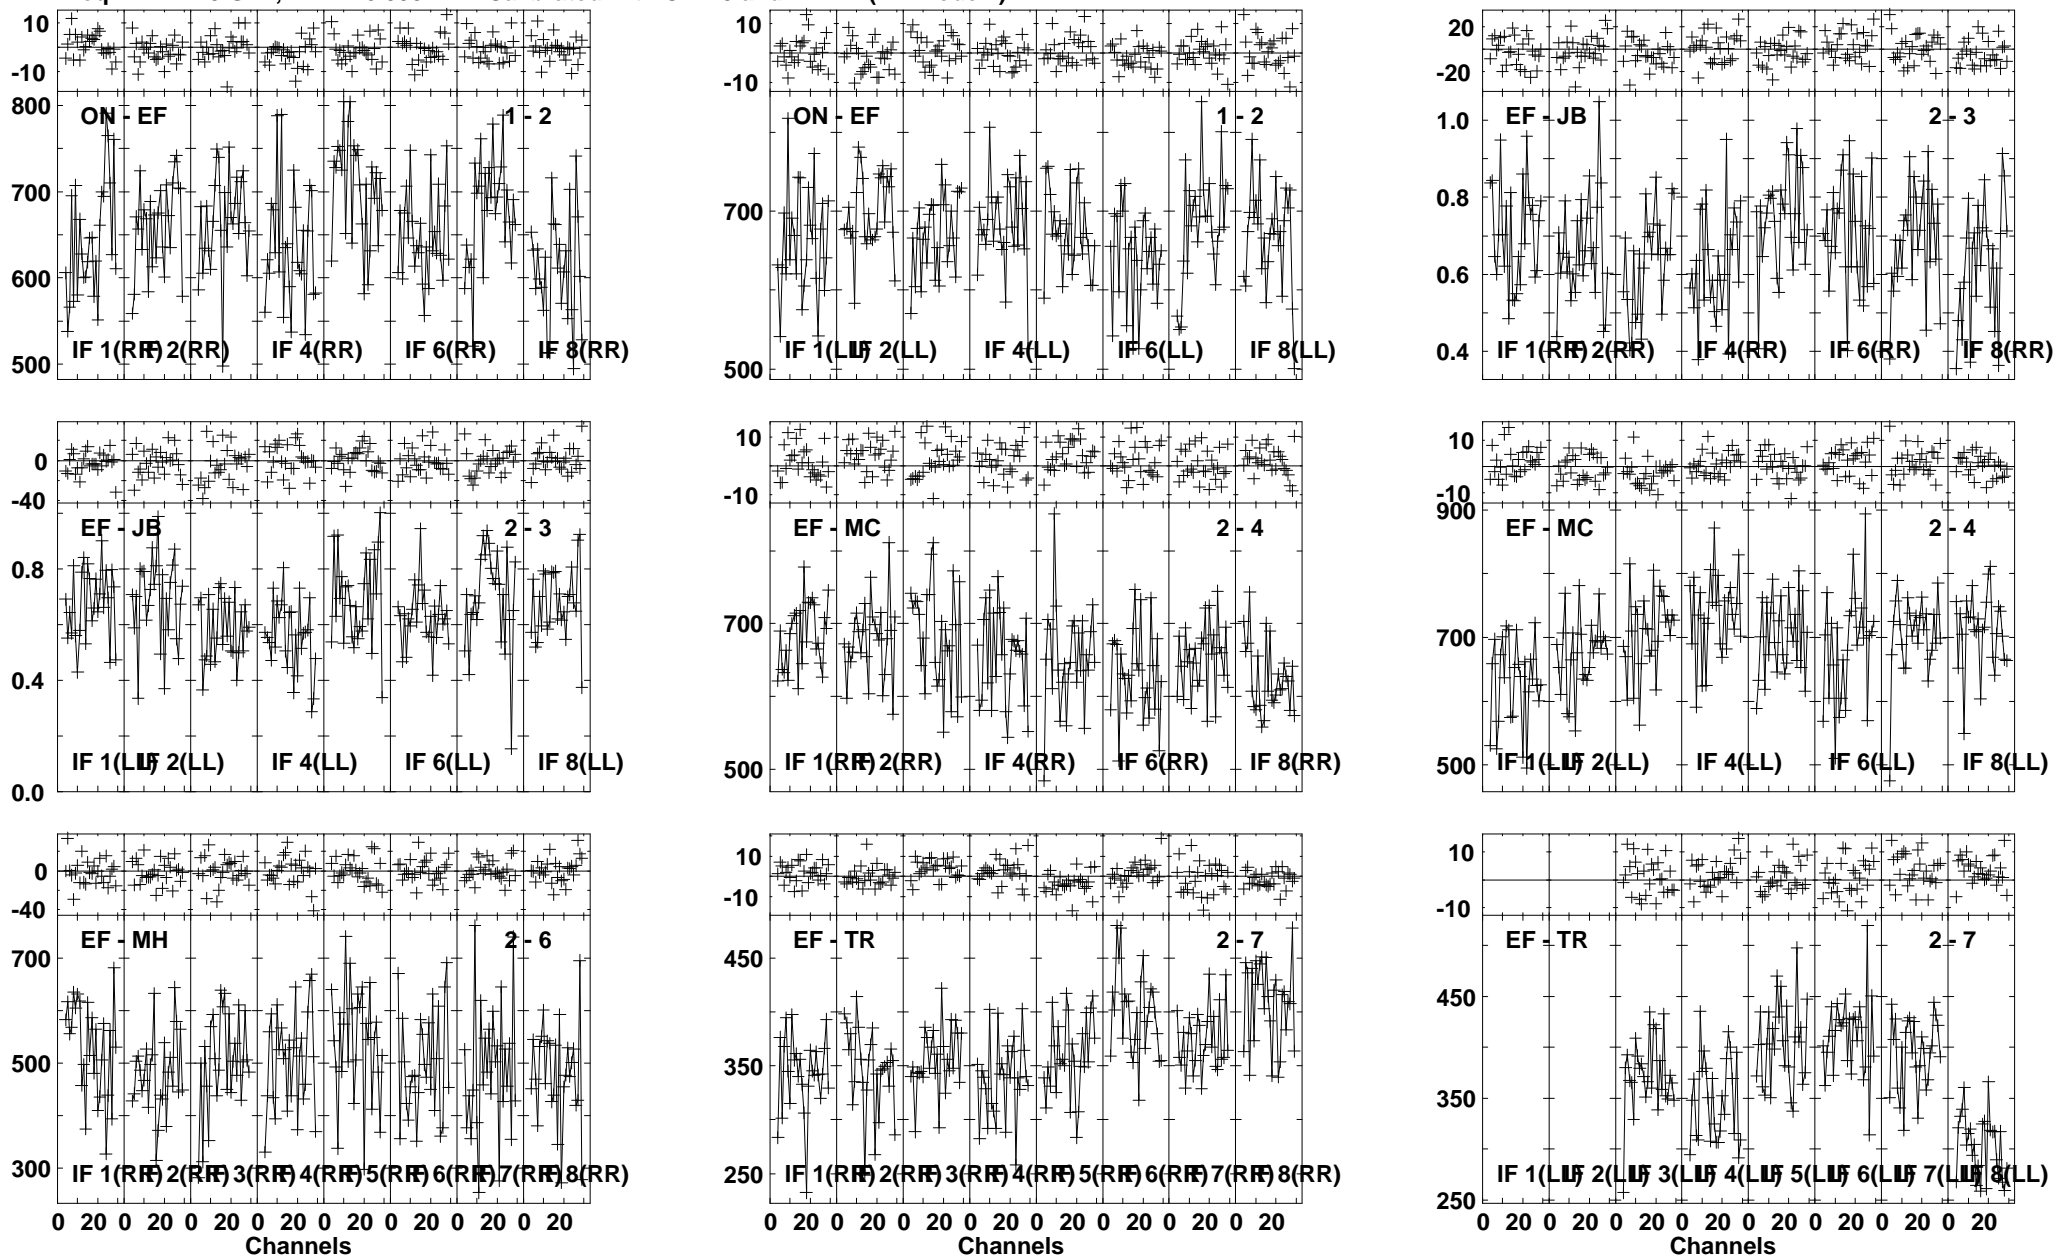 10
-10
800
700
600
500
ON - EF 1 - 2
IF 1(RR) IF 2(RR) IF 4(RR) IF 6(RR) IF 8(RR)
10
-10
700
500
ON - EF 1 - 2
IF 1(LL) IF 2(LL) IF 4(LL) IF 6(LL) IF 8(LL)
20
-20
1.0
0.8
0.6
0.4
EF - JB 2 - 3
IF 1(RR) IF 2(RR) IF 4(RR) IF 6(RR) IF 8(RR)
0
-40
0.8
0.4
0.0
EF - JB 2 - 3
IF 1(LL) IF 2(LL) IF 4(LL) IF 6(LL) IF 8(LL)
10
-10
700
500
EF - MC 2 - 4
IF 1(RR) IF 2(RR) IF 4(RR) IF 6(RR) IF 8(RR)
10
-10
900
700
500
EF - MC 2 - 4
IF 1(LL) IF 2(LL) IF 4(LL) IF 6(LL) IF 8(LL)
0
-40
700
500
300
EF - MH 2 - 6
IF 1(RR) IF 2(RR) IF 3(RR) IF 4(RR) IF 5(RR) IF 6(RR) IF 7(RR) IF 8(RR)
0 20 0 20 0 20 0 20 0 20 0 20 0 20 0 20
Channels
10
-10
450
350
250
EF - TR 2 - 7
IF 1(RR) IF 2(RR) IF 3(RR) IF 4(RR) IF 5(RR) IF 6(RR) IF 7(RR) IF 8(RR)
0 20 0 20 0 20 0 20 0 20 0 20 0 20 0 20
Channels
10
-10
450
350
250
EF - TR 2 - 7
IF 1(LL) IF 2(LL) IF 3(LL) IF 4(LL) IF 5(LL) IF 6(LL) IF 7(LL) IF 8(LL)
0 20 0 20 0 20 0 20 0 20 0 20 0 20 0 20
Channels